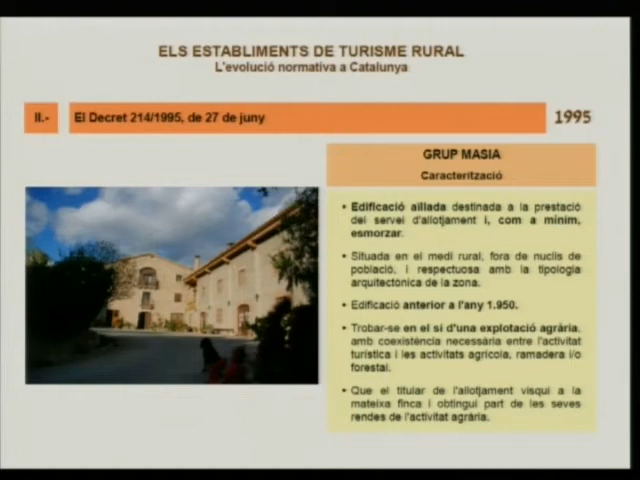 ELS ESTABLIMENTS DE TURISME RURAL
L'evolució normativa a Catalunya
II.- El Decret 214/1995, de 27 de juny 1995
GRUP MASIA
Caracterització
• Edificació aïllada destinada a la prestació
del servei d'allotjament i, com a mínim,
esmorzar.
• Situada en el medi rural, fora de nuclis de
població, i respectuosa amb la tipologia
arquitectònica de la zona.
• Edificació anterior a l'any 1.950.
• Trobar-se en el si d'una explotació agrària,
amb coexistència necessària entre l'activitat
turística i les activitats agrícola, ramadera i/o
forestal.
• Que el titular de l'allotjament visqui a la
mateixa finca i obtingui part de les seves
rendes de l'activitat agrària.